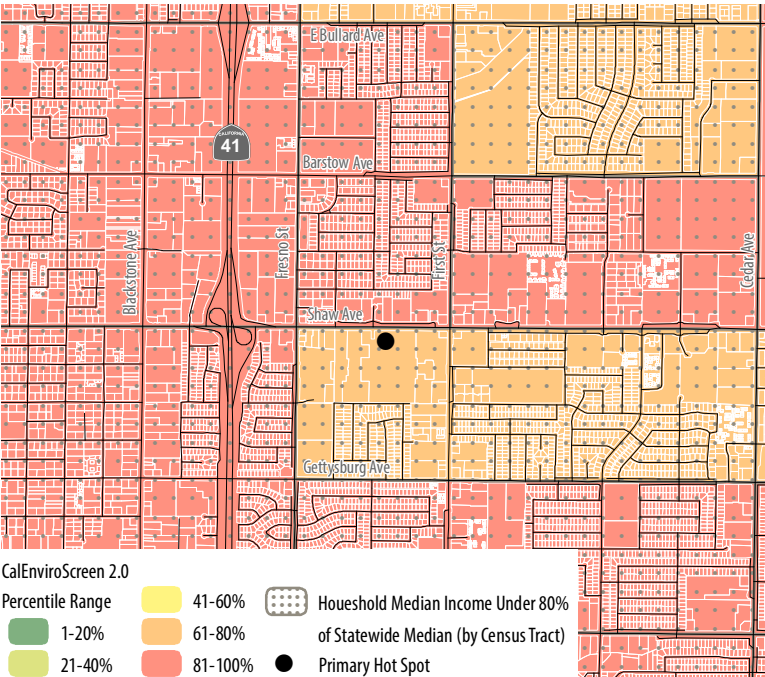 E Bullard Ave
CALIFORNIA
41
Barstow Ave
Blackstone Ave
Fresno St
First St
Cedar Ave
Shaw Ave
Gettysburg Ave
CalEnviroScreen 2.0
Percentile Range
1-20%
21-40%
41-60%
61-80%
81-100%
Houeshold Median Income Under 80%
of Statewide Median (by Census Tract)
Primary Hot Spot